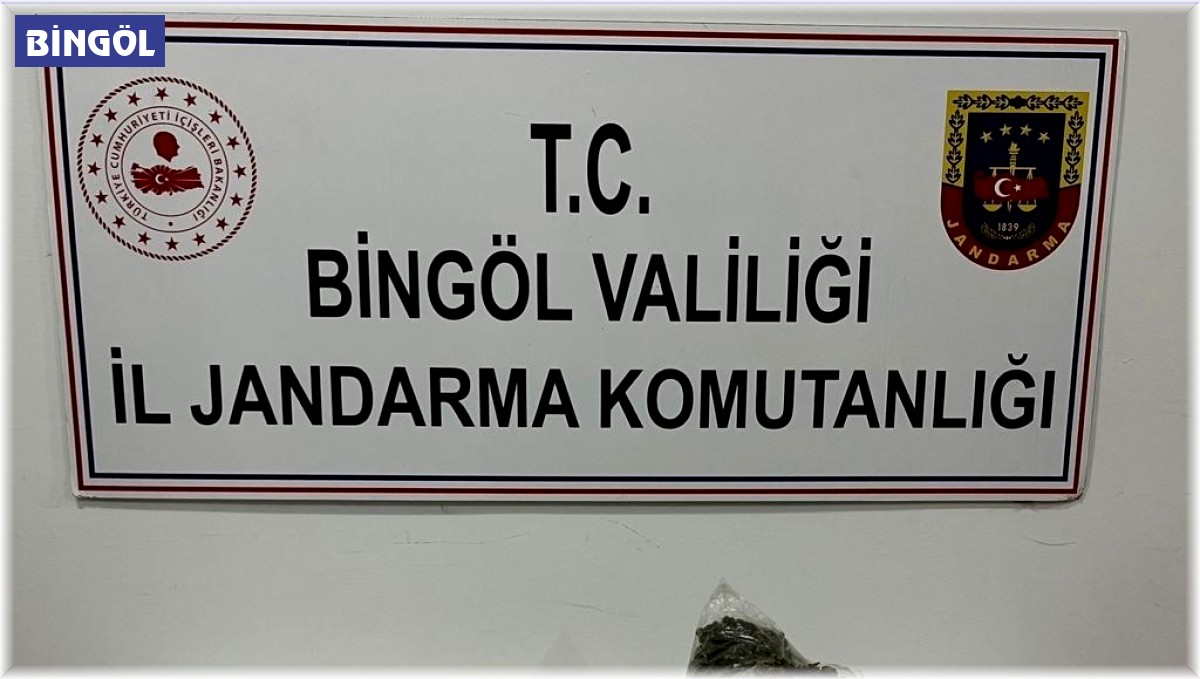 BİNGÖL
TÜRKİYE CUMHURİYETİ İÇİŞLERİ BAKANLIĞI
T.C.
1839
JANDARMA
BİNGÖL VALİLİĞİ
İL JANDARMA KOMUTANLIĞI